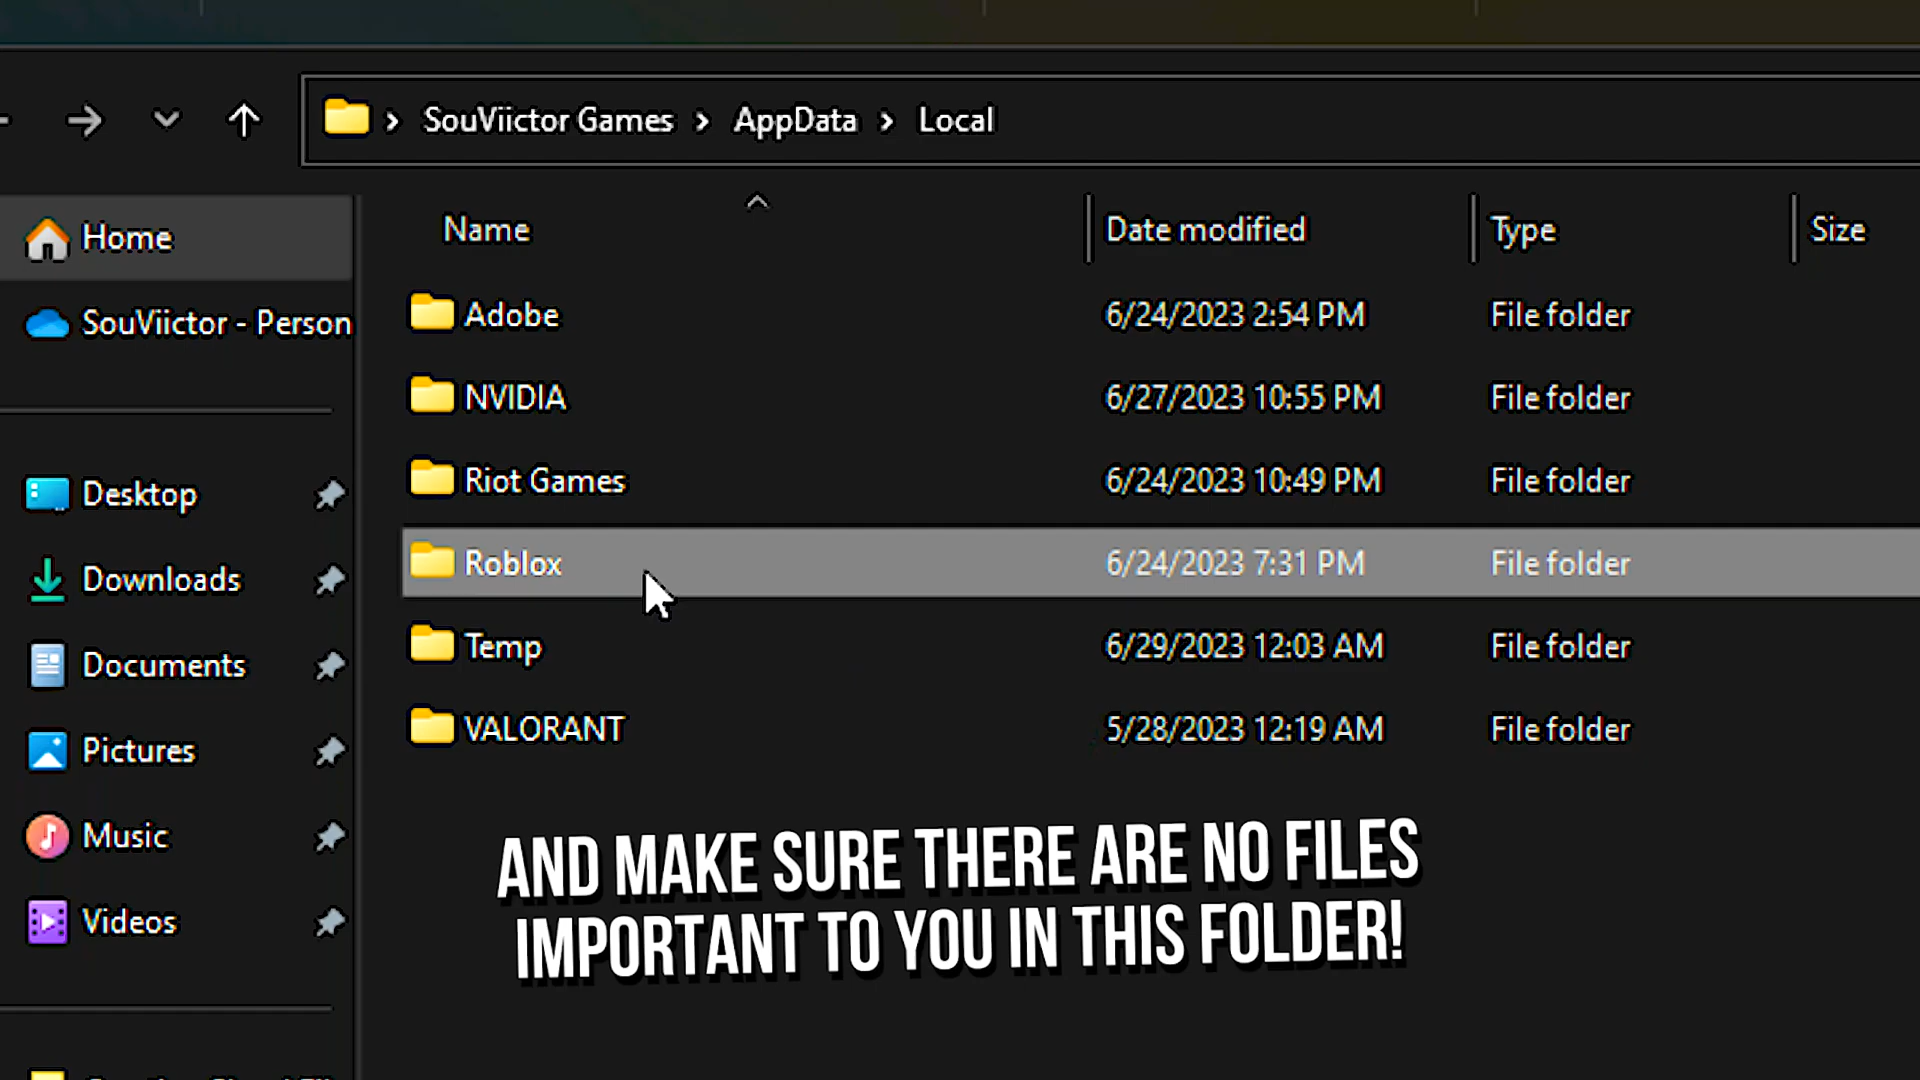 SouViictor Games > AppData > Local
Name Date modified Type Size
Home
SouViictor - Person
Desktop
Downloads
Documents
Pictures
Music
Videos
Adobe 6/24/2023 2:54 PM File folder
NVIDIA 6/27/2023 10:55 PM File folder
Riot Games 6/24/2023 10:49 PM File folder
Roblox 6/24/2023 7:31 PM File folder
Temp 6/29/2023 12:03 AM File folder
VALORANT 5/28/2023 12:19 AM File folder
AND MAKE SURE THERE ARE NO FILES
IMPORTANT TO YOU IN THIS FOLDER!